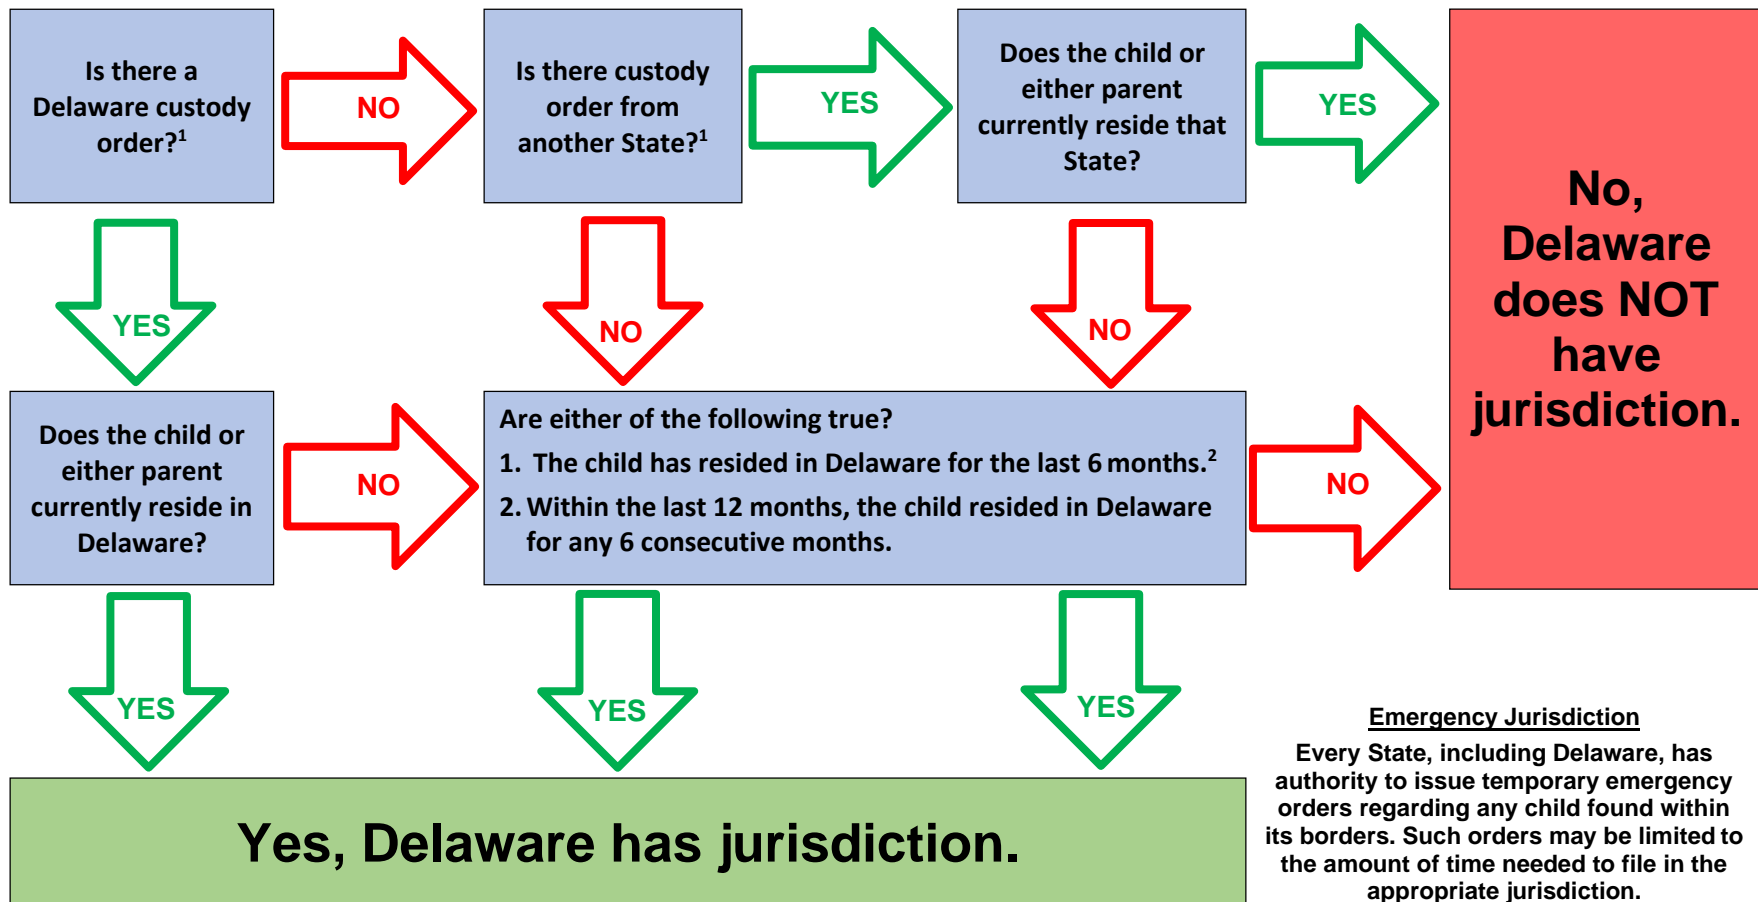 Is there a
Delaware custody
order?1
NO
Is there custody
order from
another State?1
YES
Does the child or
either parent
currently reside that
State?
YES
No,
Delaware
does NOT
have
jurisdiction.
YES
NO
NO
Does the child or
either parent
currently reside in
Delaware?
NO
Are either of the following true?
1. The child has resided in Delaware for the last 6 months.2
2. Within the last 12 months, the child resided in Delaware
for any 6 consecutive months.
NO
YES
YES
YES
Yes, Delaware has jurisdiction.
Emergency Jurisdiction
Every State, including Delaware, has
authority to issue temporary emergency
orders regarding any child found within
its borders. Such orders may be limited to
the amount of time needed to file in the
appropriate jurisdiction.